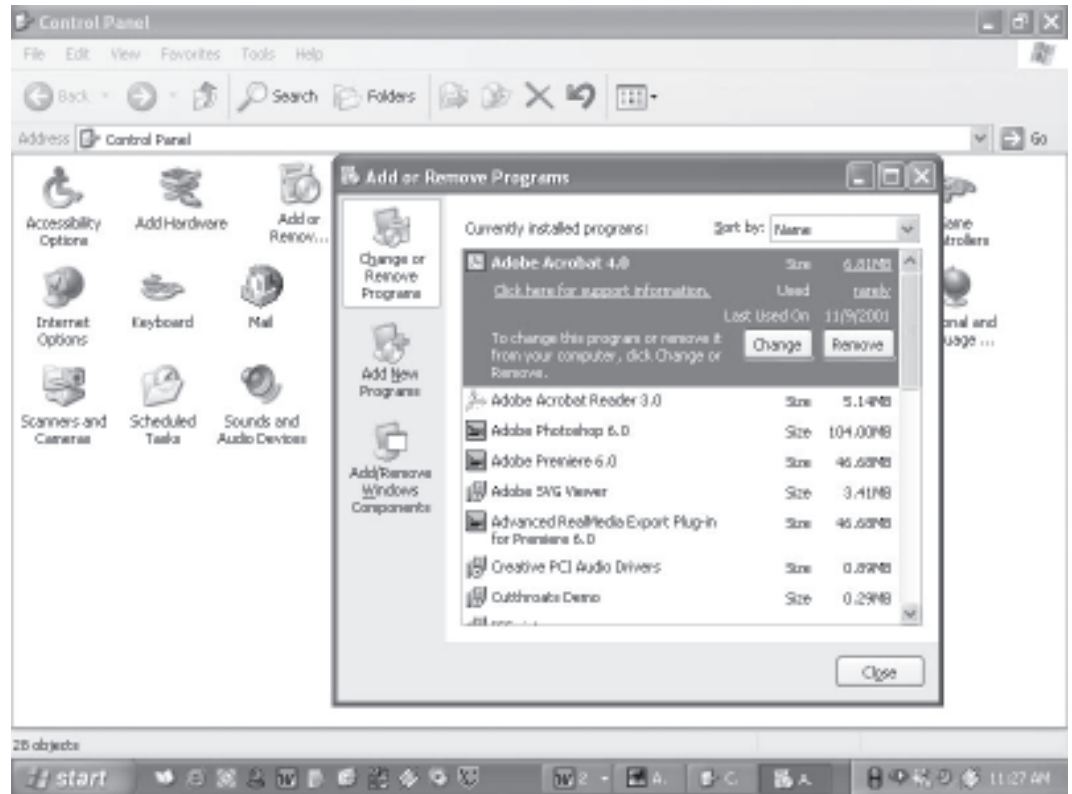 Control Panel
File Edit View Favorites Tools Help
Back Search Folders
Address Control Panel Go
Accessibility Options
Add Hardware
Add or Remov...
Internet Options
Keyboard
Mail
Scanners and Cameras
Scheduled Tasks
Sounds and Audio Devices
Add or Remove Programs
Change or Remove Programs
Add New Programs
Add/Remove Windows Components
Currently installed programs: Sort by: Name
Adobe Acrobat 4.0 Size 6.81MB
Click here for support information. Used rarely
Last Used On 11/9/2001
To change this program or remove it from your computer, click Change or Remove.
Change Remove
Adobe Acrobat Reader 3.0 Size 5.14MB
Adobe Photoshop 6.0 Size 104.00MB
Adobe Premiere 6.0 Size 46.68MB
Adobe SVG Viewer Size 3.41MB
Advanced RealMedia Export Plug-in for Premiere 6.0 Size 46.68MB
Creative PCI Audio Drivers Size 0.89MB
Cutthroats Demo Size 0.29MB
Close
ame
trollers
onal and
uage ...
28 objects
start W 2 A. C. A. 11:27 AM